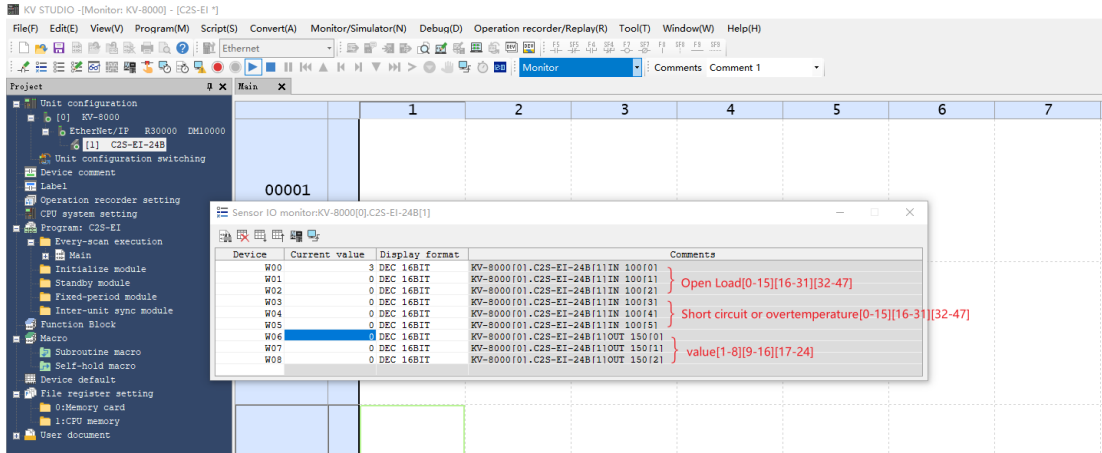 KV STUDIO -[Monitor: KV-8000] - [C2S-EI *]
File(F) Edit(E) View(V) Program(M) Script(S) Convert(A) Monitor/Simulator(N) Debug(D) Operation recorder/Replay(R) Tool(T) Window(W) Help(H)
Ethernet
F5 SF5 F4 SF4 F7 SF7 F8 SF8 F9 SF9
Monitor Comments Comment 1
Project
Main
Unit configuration
[0] KV-8000
EtherNet/IP R30000 DM10000
[1] C2S-EI-24B
Unit configuration switching
Device comment
Label
Operation recorder setting
CPU system setting
Program: C2S-EI
Every-scan execution
Main
Initialize module
Standby module
Fixed-period module
Inter-unit sync module
Function Block
Macro
Subroutine macro
Self-hold macro
Device default
File register setting
0:Memory card
1:CPU memory
User document
1 2 3 4 5 6 7
00001
Sensor IO monitor:KV-8000[0].C2S-EI-24B[1]
Device Current value Display format Comments
W00 3 DEC 16BIT KV-8000[0].C2S-EI-24B[1]IN 100[0]
W01 0 DEC 16BIT KV-8000[0].C2S-EI-24B[1]IN 100[1]
W02 0 DEC 16BIT KV-8000[0].C2S-EI-24B[1]IN 100[2]
W03 0 DEC 16BIT KV-8000[0].C2S-EI-24B[1]IN 100[3]
W04 0 DEC 16BIT KV-8000[0].C2S-EI-24B[1]IN 100[4]
W05 0 DEC 16BIT KV-8000[0].C2S-EI-24B[1]IN 100[5]
W06 0 DEC 16BIT KV-8000[0].C2S-EI-24B[1]OUT 150[0]
W07 0 DEC 16BIT KV-8000[0].C2S-EI-24B[1]OUT 150[1]
W08 0 DEC 16BIT KV-8000[0].C2S-EI-24B[1]OUT 150[2]
Open Load[0-15][16-31][32-47]
Short circuit or overtemperature[0-15][16-31][32-47]
value[1-8][9-16][17-24]